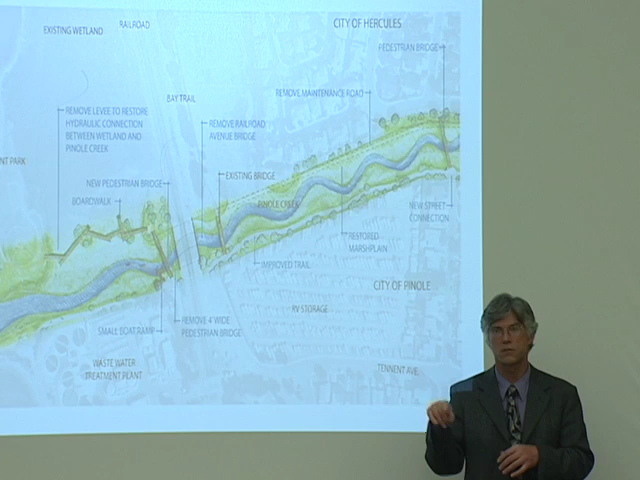 EXISTING WETLAND
RAILROAD
CITY OF HERCULES
PEDESTRIAN BRIDGE
REMOVE MAINTENANCE ROAD
BAY TRAIL
REMOVE LEVEE TO RESTORE
HYDRAULIC CONNECTION
BETWEEN WETLAND AND
PINOLE CREEK
REMOVE RAILROAD
AVENUE BRIDGE
NT PARK
EXISTING BRIDGE
NEW PEDESTRIAN BRIDGE
BOARDWALK
PINOLE CREEK
NEW STREET
CONNECTION
RESTORED
MARSHPLAIN
IMPROVED TRAIL
CITY OF PINOLE
RV STORAGE
SMALL BOAT RAMP
REMOVE 4' WIDE
PEDESTRIAN BRIDGE
WASTE WATER
TREATMENT PLANT
TENNENT AVE.